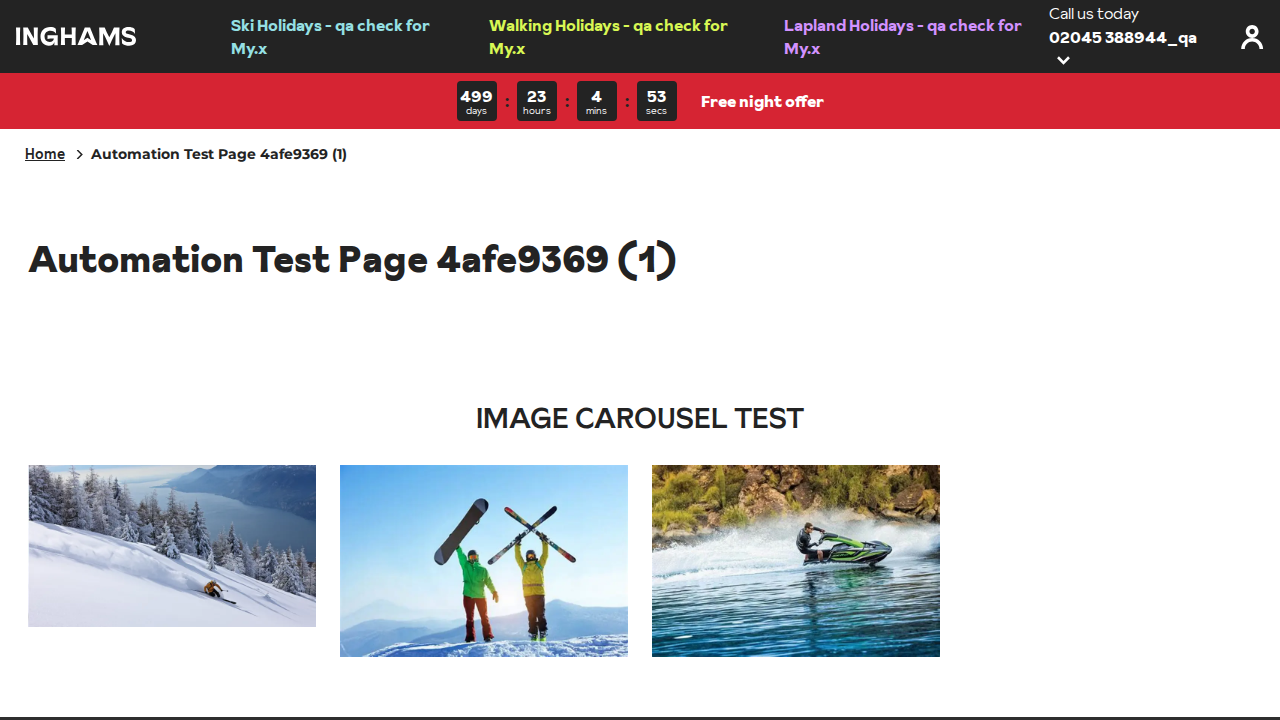 INGHAMS
Ski Holidays - qa check for
My.x
Walking Holidays - qa check for
My.x
Lapland Holidays - qa check for
My.x
Call us today
02045 388944_qa
499 : 23 : 4 : 53
days hours mins secs
Free night offer
Home > Automation Test Page 4afe9369 (1)
Automation Test Page 4afe9369 (1)
IMAGE CAROUSEL TEST